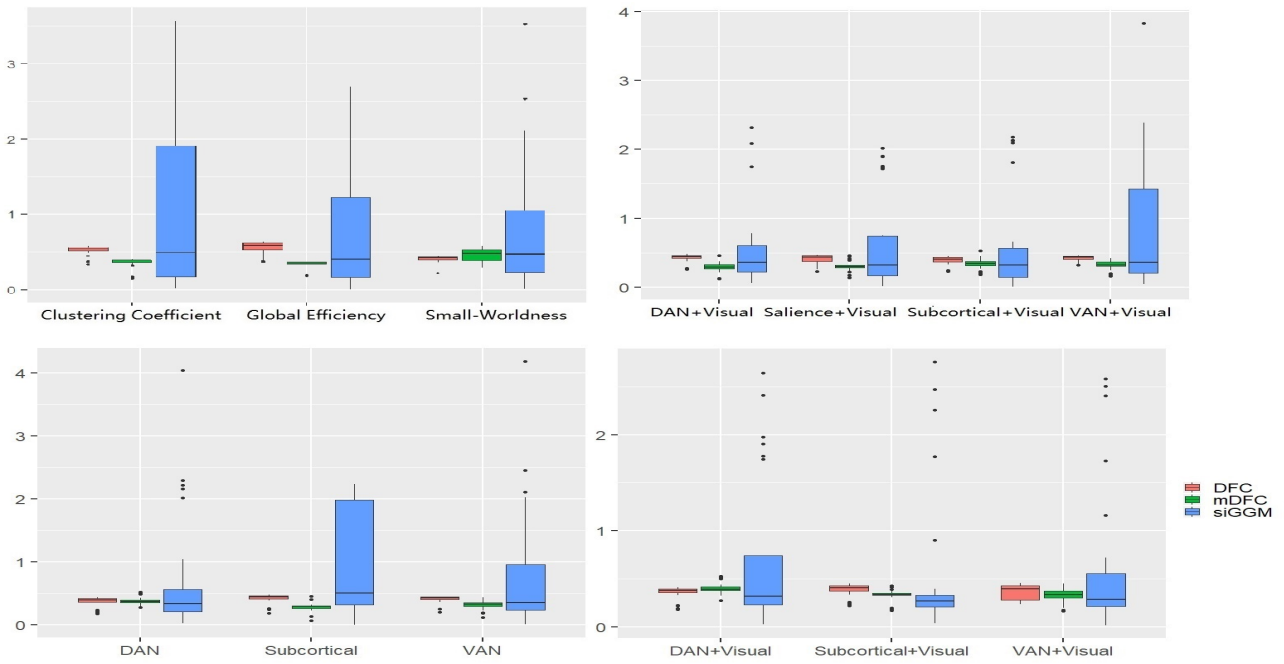 3
2
1
0
Clustering Coefficient Global Efficiency Small-Worldness
4
3
2
1
0
DAN+Visual Salience+Visual Subcortical+Visual VAN+Visual
4
3
2
1
0
DAN Subcortical VAN
2
1
0
DAN+Visual Subcortical+Visual VAN+Visual
DFC
mDFC
siGGM